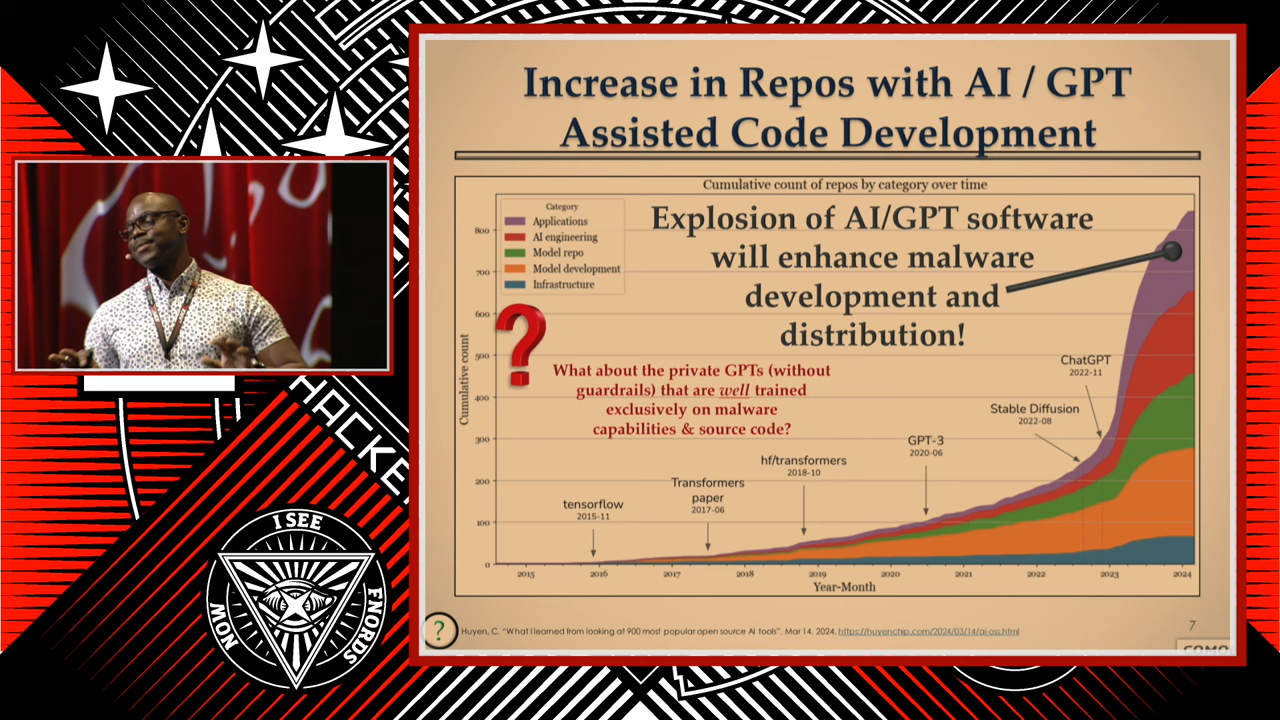 Increase in Repos with AI / GPT
Assisted Code Development
Cumulative count of repos by category over time
Category
Applications
AI engineering
Model repo
Model development
Infrastructure
Explosion of AI/GPT software
will enhance malware
development and
distribution!
?
What about the private GPTs (without
guardrails) that are well trained
exclusively on malware
capabilities & source code?
ChatGPT
2022-11
Stable Diffusion
2022-08
GPT-3
2020-06
hf/transformers
2018-10
Transformers
paper
2017-06
tensorflow
2015-11
Cumulative count
800
700
600
500
400
300
200
100
0
2015 2016 2017 2018 2019 2020 2021 2022 2023 2024
Year-Month
?
Huyen, C. "What I learned from looking at 900 most popular open source AI tools", Mar 14, 2024, https://huyenchip.com/2024/03/14/ai-oss.html
7
HACKE
I SEE
FNORDS
NOW